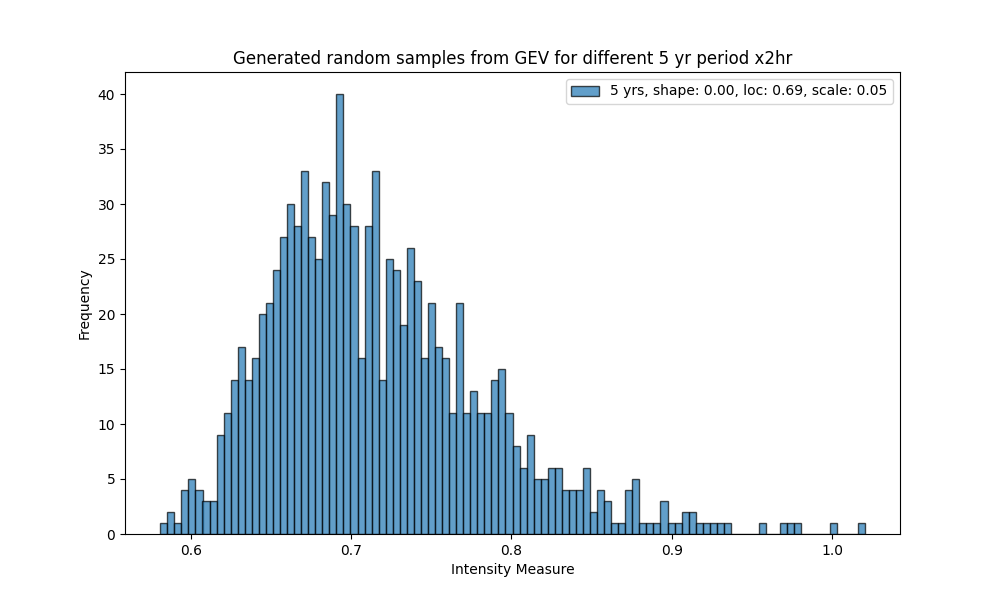 Generated random samples from GEV for different 5 yr period x2hr
5 yrs, shape: 0.00, loc: 0.69, scale: 0.05
40
35
30
25
20
15
10
5
0
Frequency
0.6 0.7 0.8 0.9 1.0
Intensity Measure